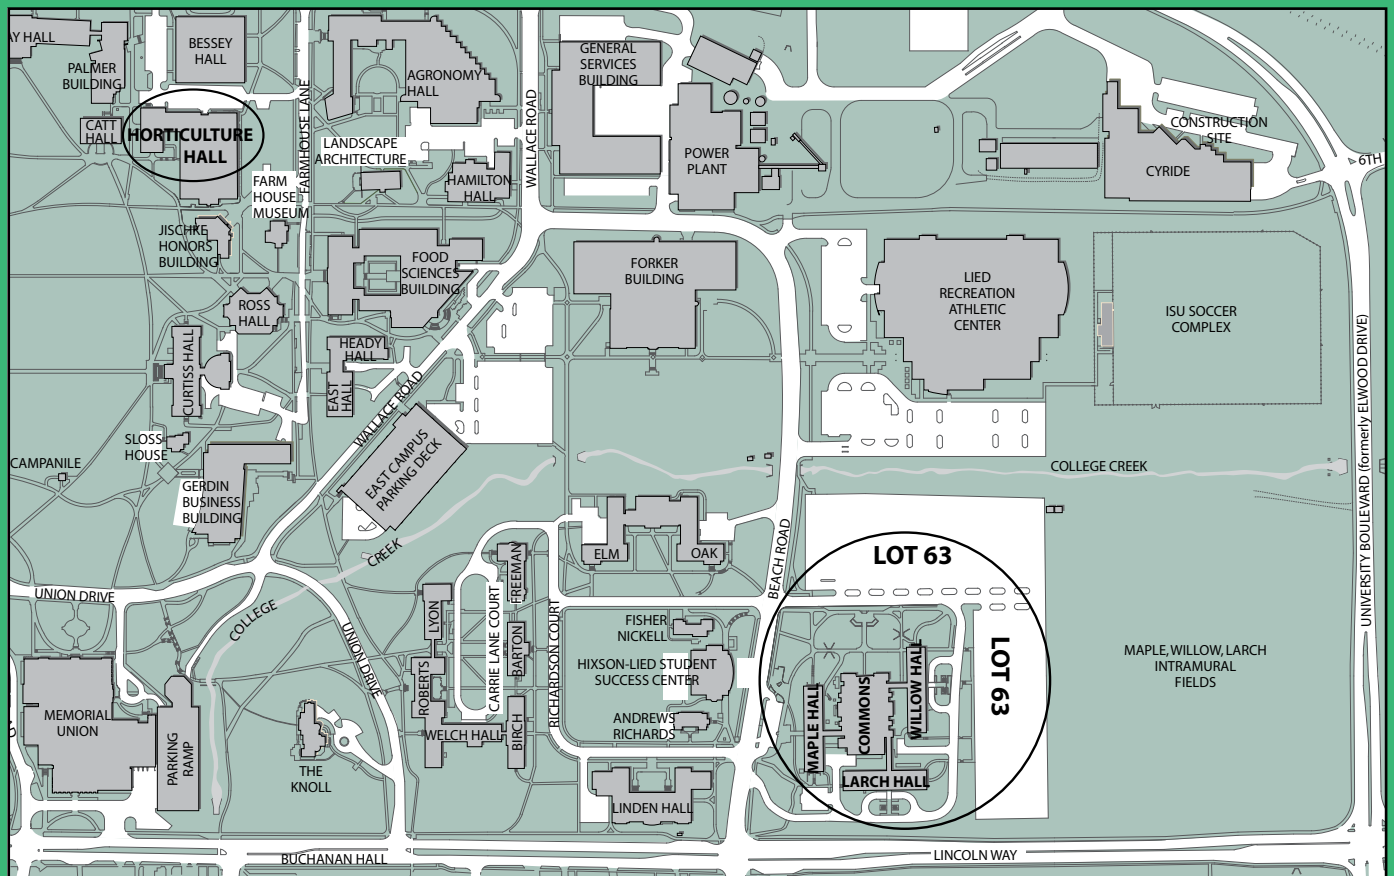 AY HALL
PALMER
BUILDING
BESSEY
HALL
CATT
HALL
HORTICULTURE
HALL
FARMHOUSE LANE
AGRONOMY
HALL
LANDSCAPE
ARCHITECTURE
HAMILTON
HALL
WALLACE ROAD
GENERAL
SERVICES
BUILDING
POWER
PLANT
CONSTRUCTION
SITE
CYRIDE
6TH
FARM
HOUSE
MUSEUM
JISCHKE
HONORS
BUILDING
FOOD
SCIENCES
BUILDING
FORKER
BUILDING
LIED
RECREATION
ATHLETIC
CENTER
ISU SOCCER
COMPLEX
ROSS
HALL
CURTISS HALL
HEADY
HALL
EAST
HALL
WALLACE ROAD
EAST CAMPUS
PARKING DECK
SLOSS
HOUSE
CAMPANILE
GERDIN
BUSINESS
BUILDING
COLLEGE CREEK
UNIVERSITY BOULEVARD (formerly ELWOOD DRIVE)
CREEK
COLLEGE
UNION DRIVE
UNION DRIVE
ELM
OAK
BEACH ROAD
LOT 63
LOT 63
FREEMAN
LYON
CARRIE LANE COURT
BARTON
RICHARDSON COURT
ROBERTS
WELCH HALL
BIRCH
FISHER
NICKELL
HIXSON-LIED STUDENT
SUCCESS CENTER
ANDREWS
RICHARDS
LINDEN HALL
MAPLE HALL
COMMONS
WILLOW HALL
LARCH HALL
MAPLE, WILLOW, LARCH
INTRAMURAL
FIELDS
MEMORIAL
UNION
PARKING
RAMP
THE
KNOLL
BUCHANAN HALL
LINCOLN WAY